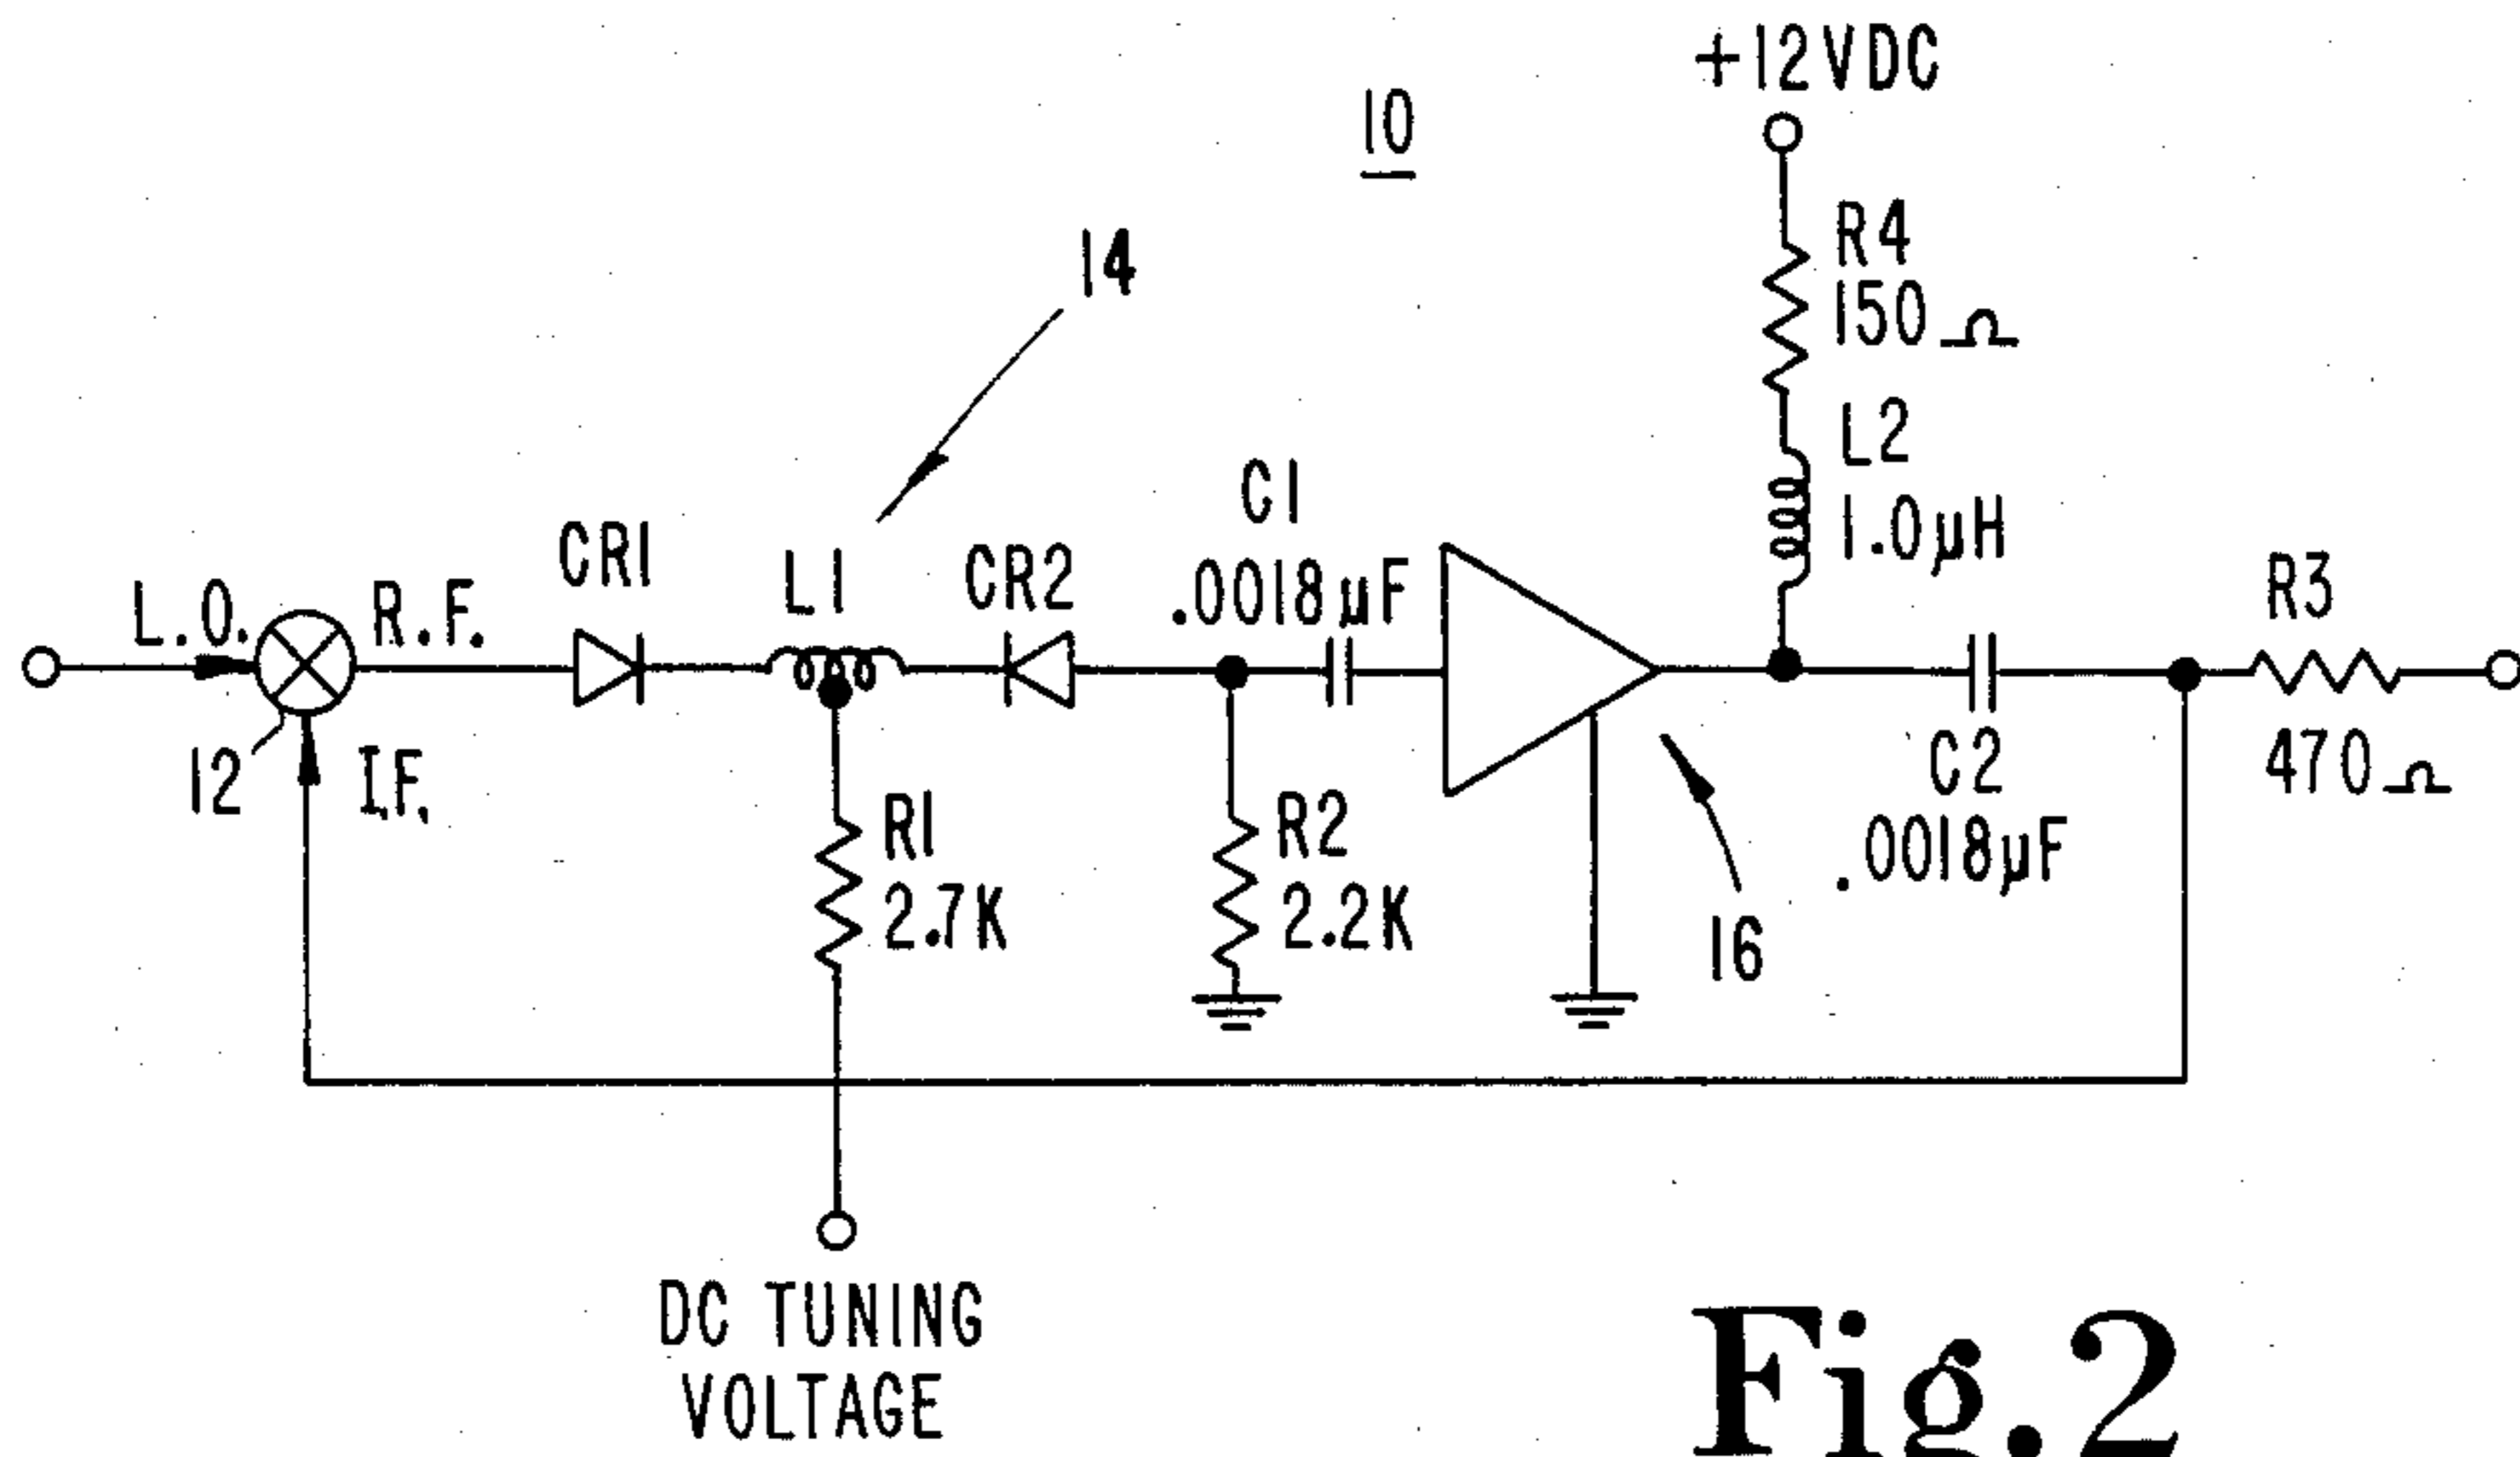 +12VDC
10
R4
150Ω
14
L2
1.0µH
C1
.0018µF
CR1
L1
CR2
R3
470Ω
L.O.
R.F.
12
I.F.
C2
.0018µF
R1
2.7K
R2
2.2K
16
DC TUNING
VOLTAGE
Fig.2